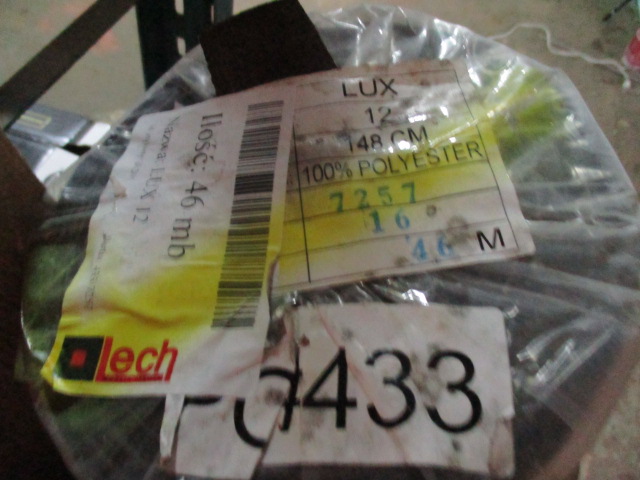 LUX
12
148 CM
100% POLYESTER
7257
16
46 M
LUX 12
Ilość: 46 mb
Lech
433